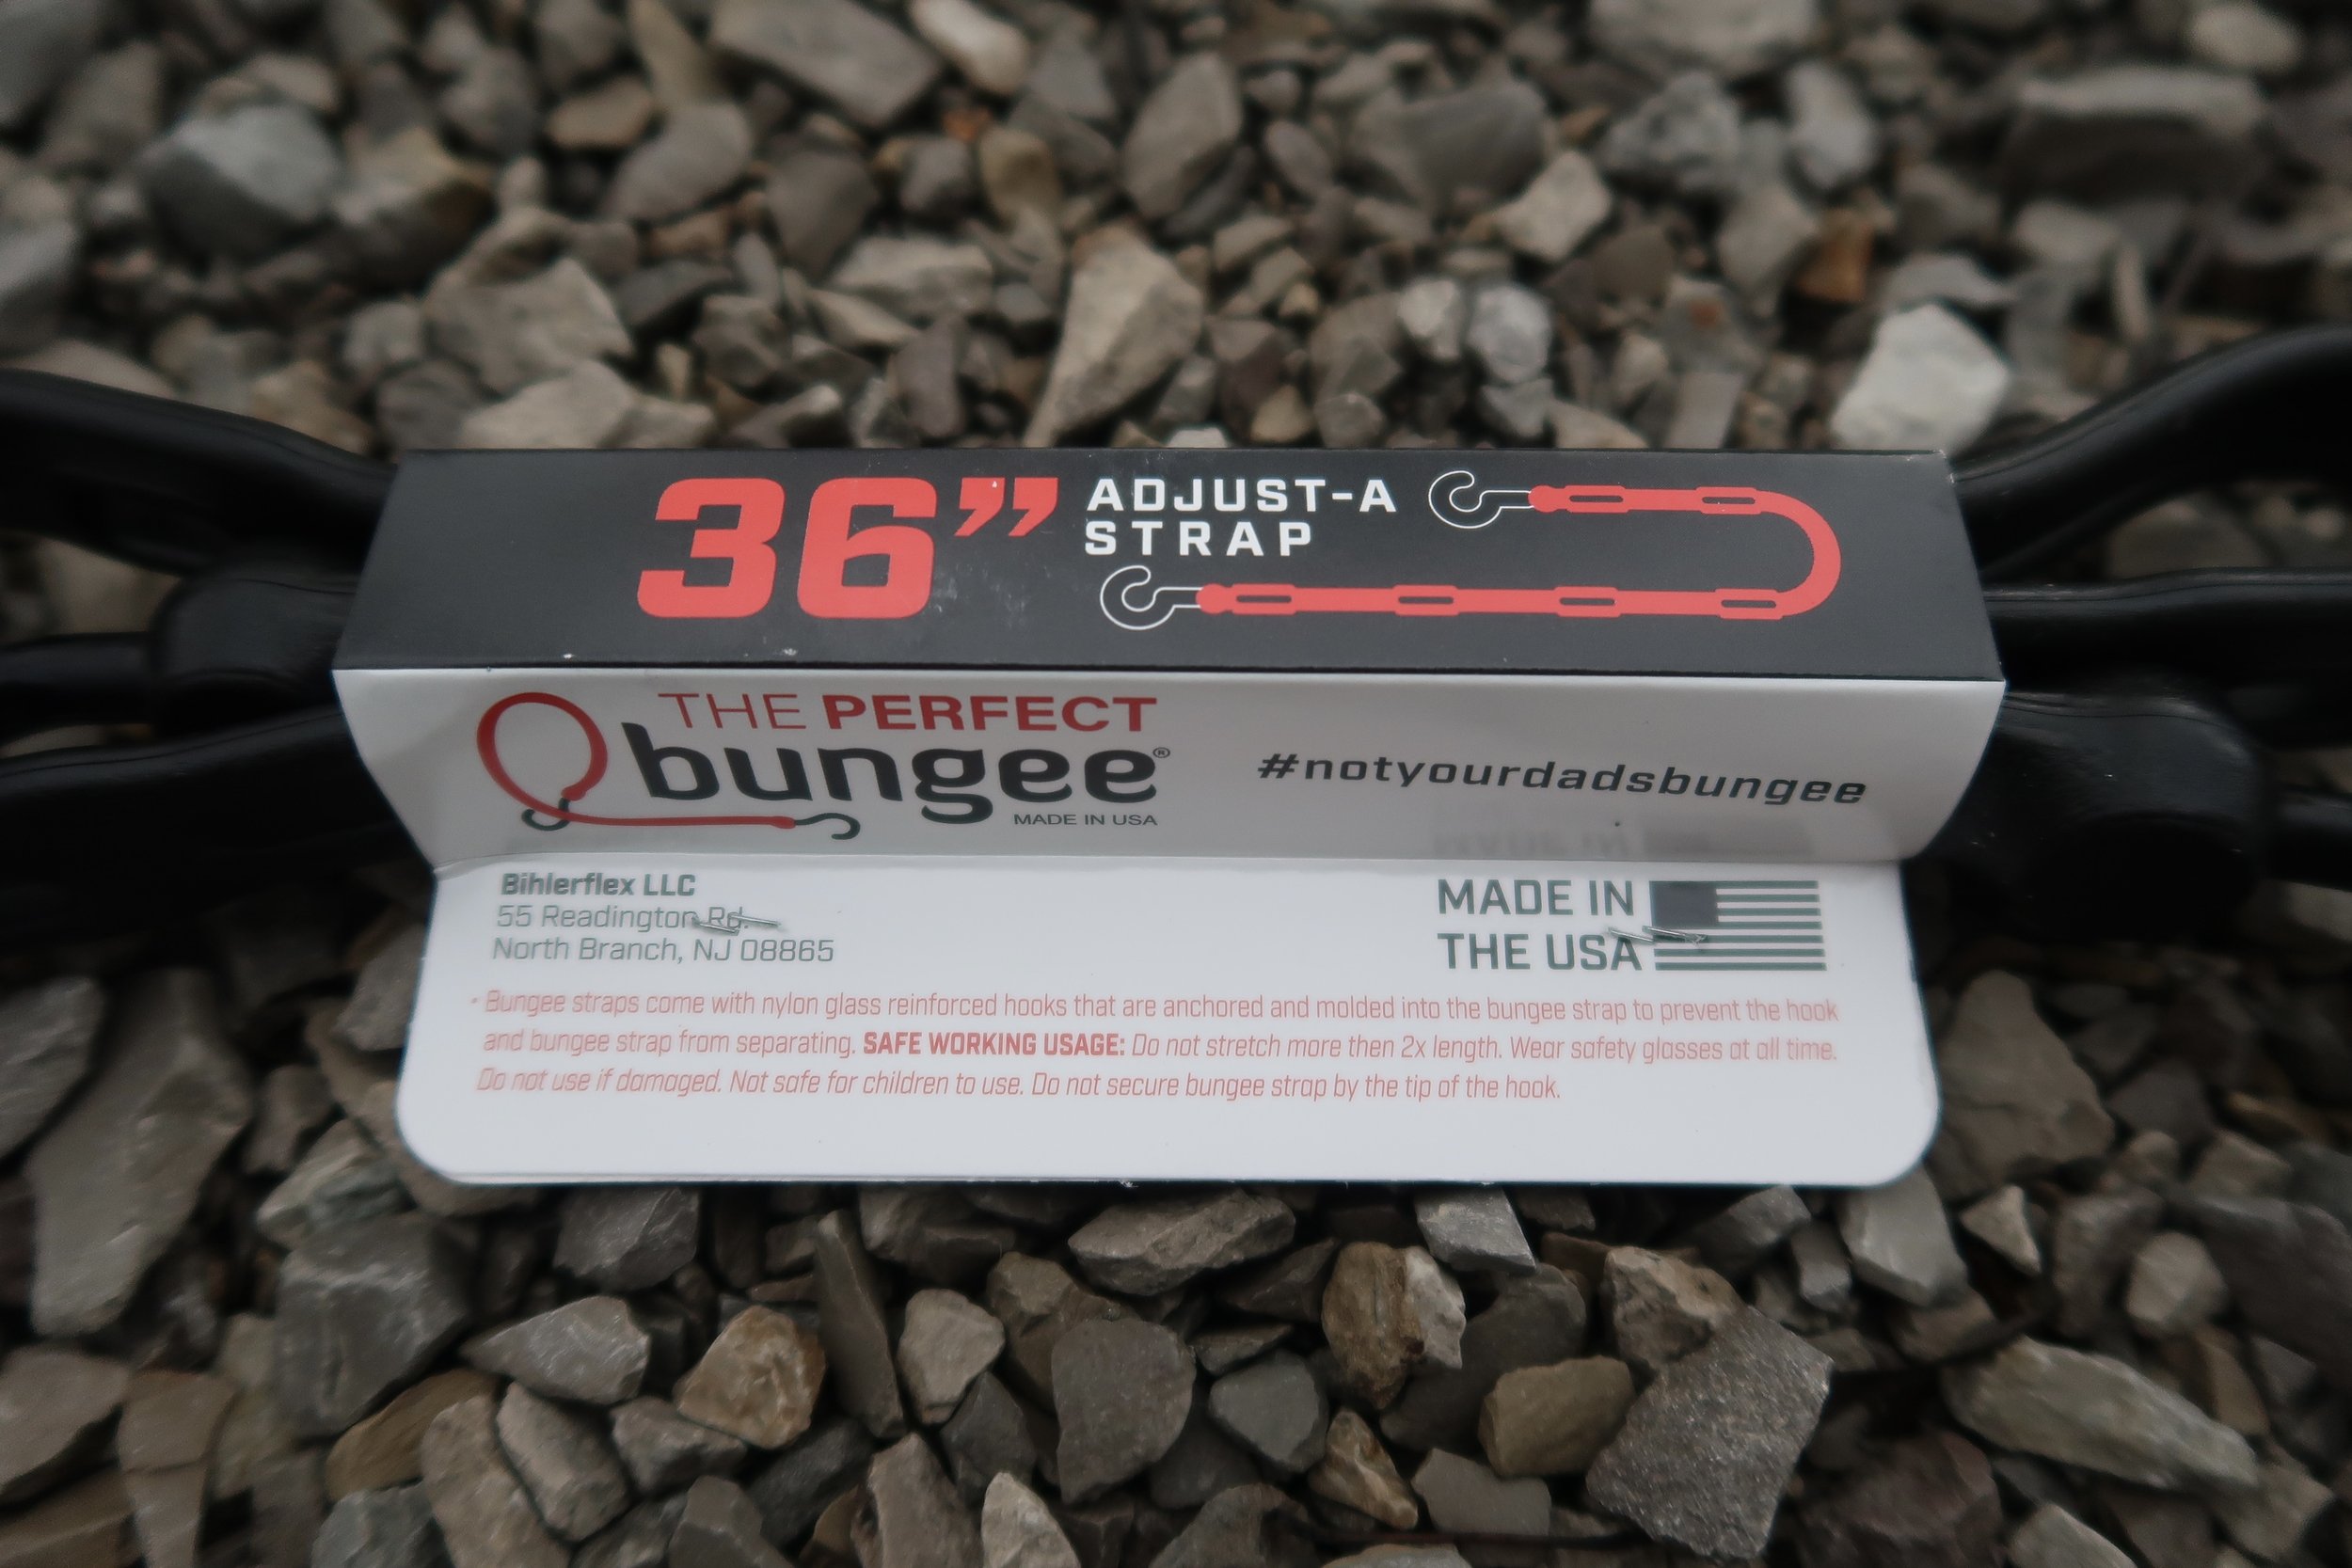 36”
ADJUST-A
STRAP
THE PERFECT
bungee®
MADE IN USA
#notyourdadsbungee
Bihlerflex LLC
55 Readington Rd.
North Branch, NJ 08865
MADE IN
THE USA
- Bungee straps come with nylon glass reinforced hooks that are anchored and molded into the bungee strap to prevent the hook
and bungee strap from separating. SAFE WORKING USAGE: Do not stretch more then 2x length. Wear safety glasses at all time.
Do not use if damaged. Not safe for children to use. Do not secure bungee strap by the tip of the hook.